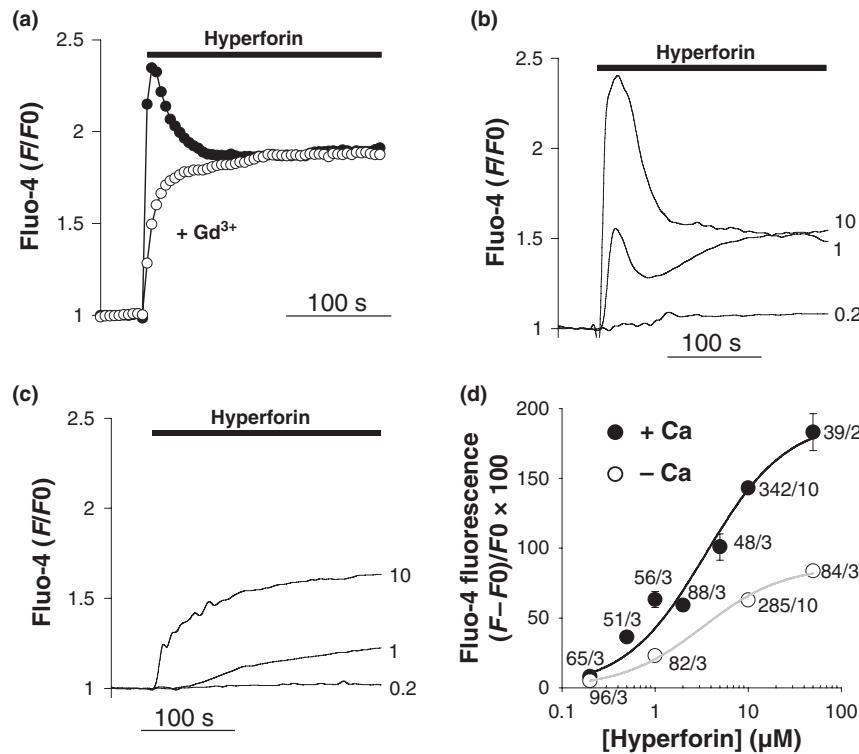 (a)
Hyperforin
2.5
2
1.5
1
Fluo-4 (F/F0)
+ Gd³⁺
100 s
(b)
Hyperforin
2.5
2
1.5
1
Fluo-4 (F/F0)
10
1
0.2
100 s
(c)
Hyperforin
2.5
2
1.5
1
Fluo-4 (F/F0)
10
1
0.2
100 s
(d)
200
150
100
50
0
Fluo-4 fluorescence
(F–F0)/F0 × 100
+ Ca
– Ca
39/2
342/10
48/3
56/3
88/3
84/3
51/3
285/10
65/3
82/3
96/3
0.1
1
10
100
[Hyperforin] (µM)